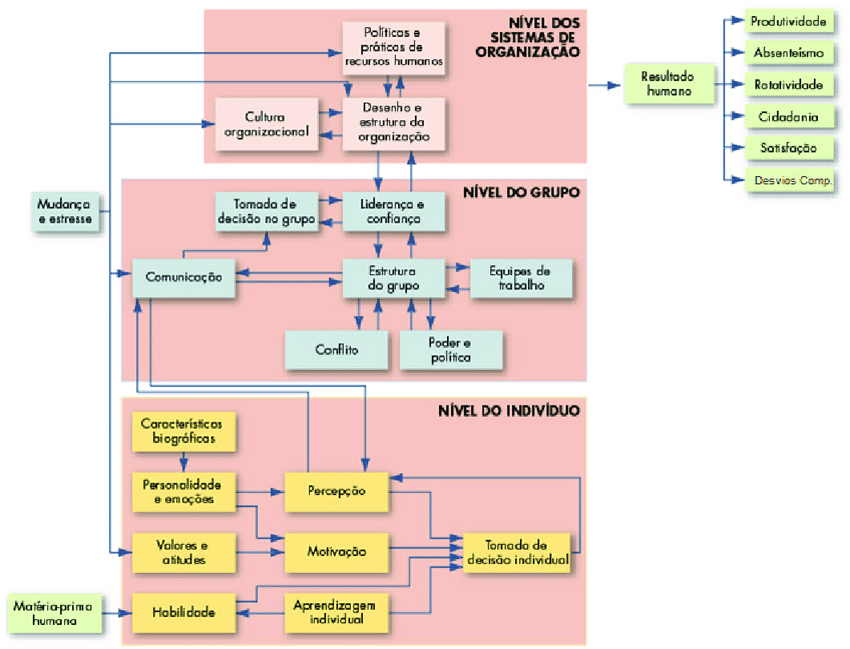 NÍVEL DOS
SISTEMAS DE
ORGANIZAÇÃO
Políticas e
práticas de
recursos humanos
Cultura
organizacional
Desenho e
estrutura da
organização
Resultado
humano
Produtividade
Absenteísmo
Rotatividade
Cidadania
Satisfação
Desvios Comp.
Mudança
e estresse
NÍVEL DO GRUPO
Tomada de
decisão no grupo
Liderança e
confiança
Comunicação
Estrutura
do grupo
Equipes de
trabalho
Conflito
Poder e
política
NÍVEL DO INDIVÍDUO
Características
biográficas
Personalidade
e emoções
Percepção
Valores e
atitudes
Motivação
Tomada de
decisão individual
Matéria-prima
humana
Habilidade
Aprendizagem
individual